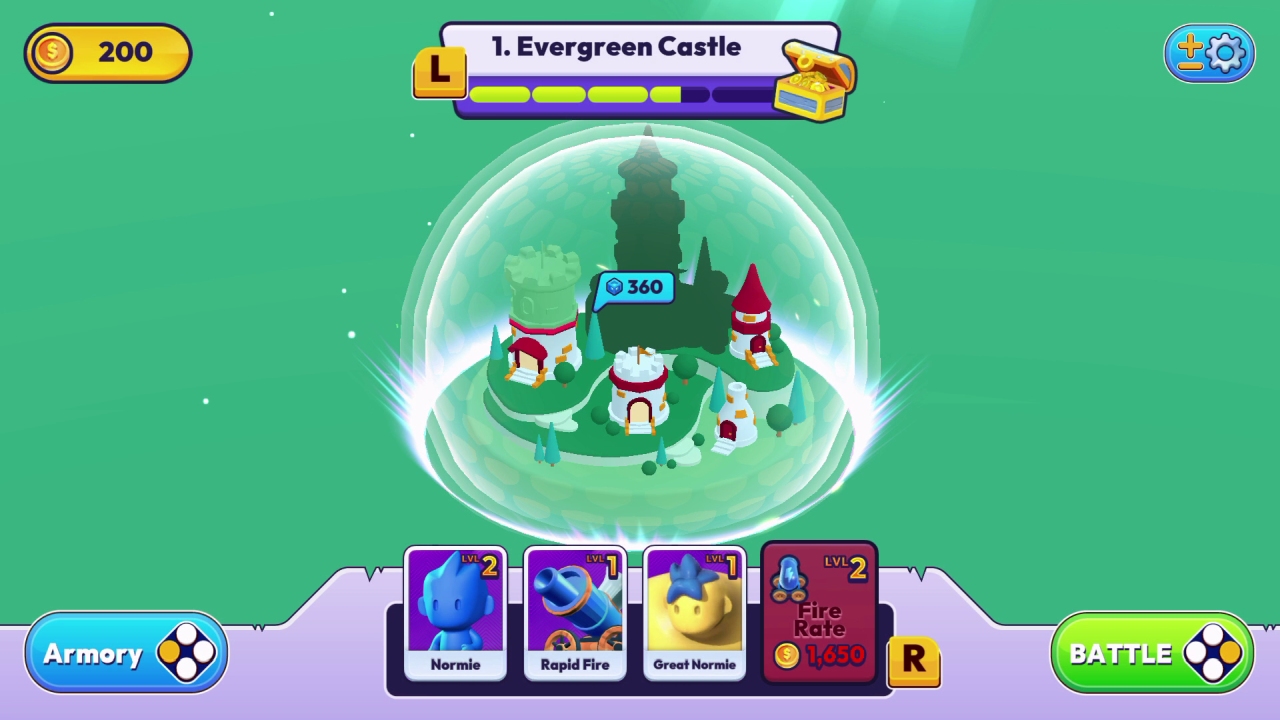 200
L
1. Evergreen Castle
360
LVL 2
Normie
LVL 1
Rapid Fire
LVL 1
Great Normie
LVL 2
Fire
Rate
1,650
R
Armory
BATTLE